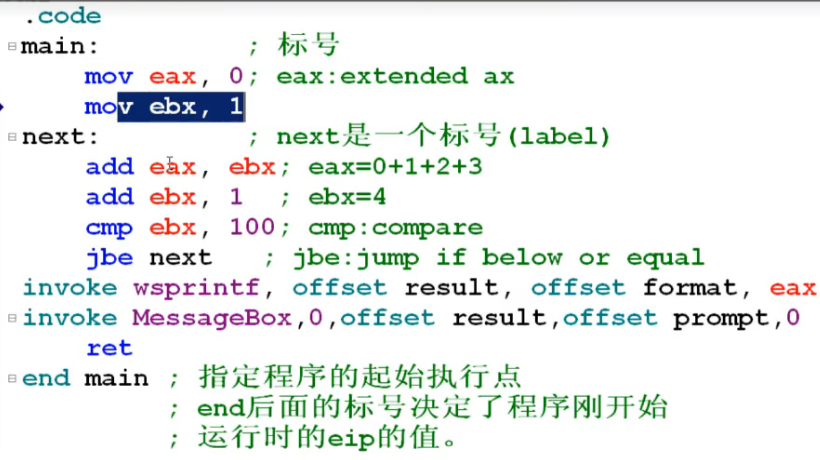 .code
main:          ; 标号
    mov eax, 0; eax:extended ax
    mov ebx, 1
next:          ; next是一个标号(label)
    add eax, ebx; eax=0+1+2+3
    add ebx, 1  ; ebx=4
    cmp ebx, 100; cmp:compare
    jbe next   ; jbe:jump if below or equal
invoke wsprintf, offset result, offset format, eax
invoke MessageBox,0,offset result,offset prompt,0
    ret
end main ; 指定程序的起始执行点
         ; end后面的标号决定了程序刚开始
         ; 运行时的eip的值。